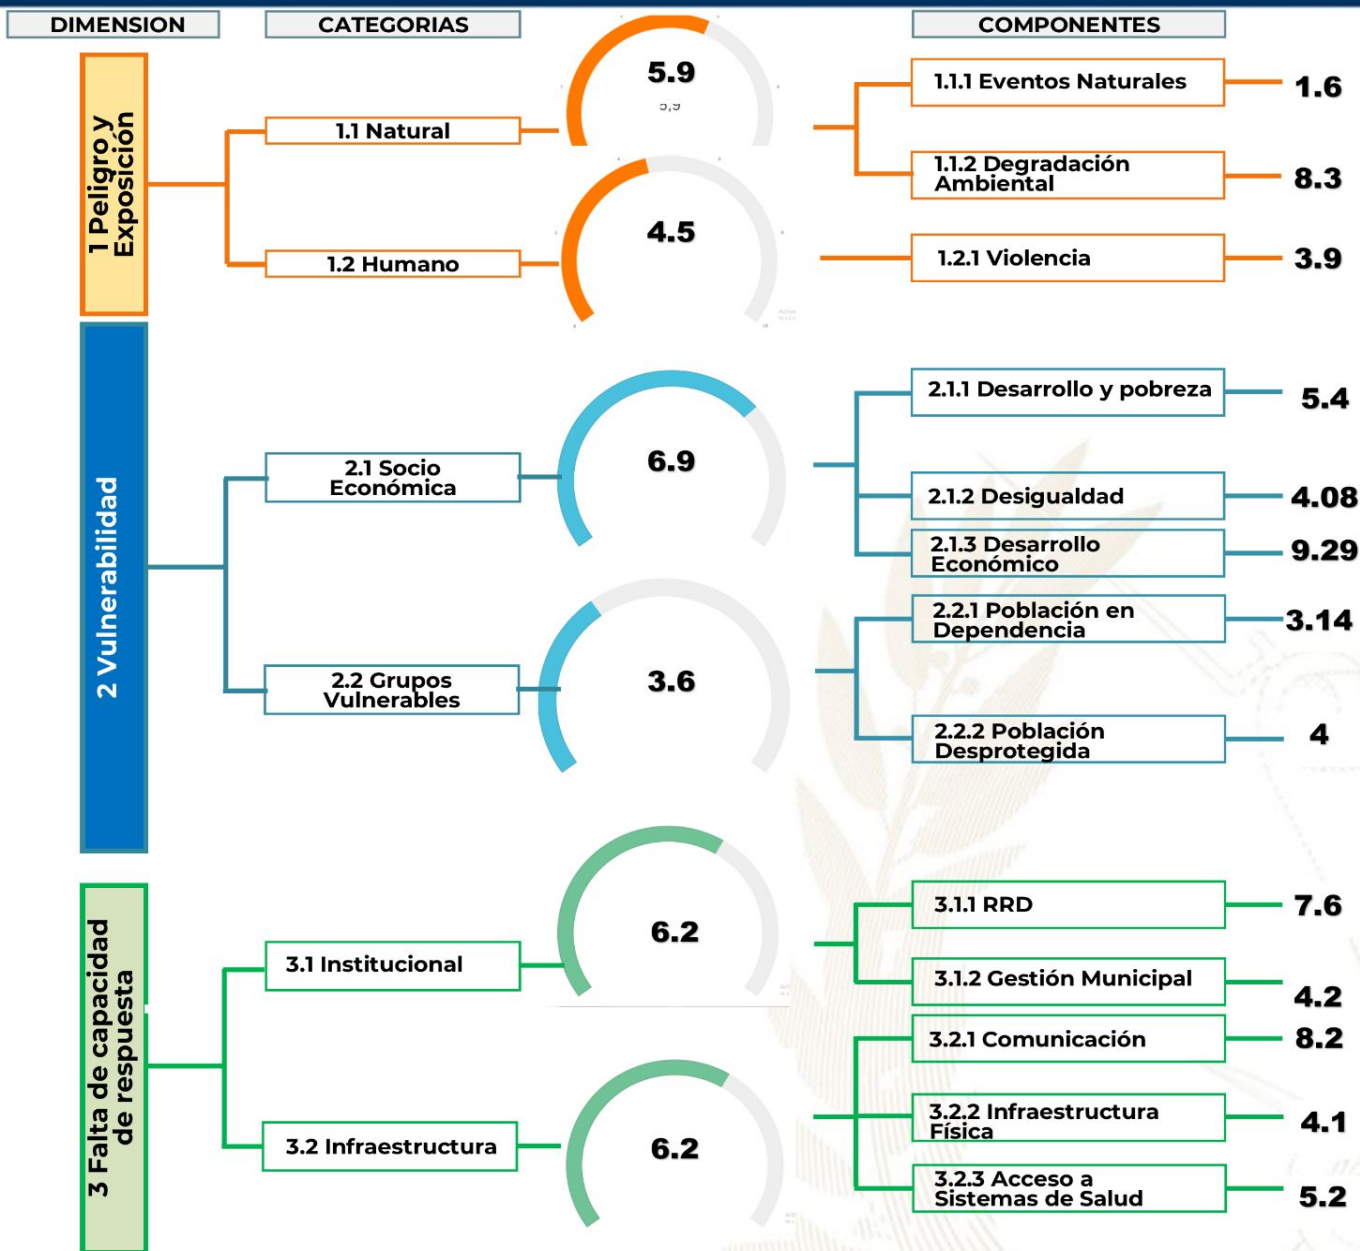 DIMENSION
CATEGORIAS
COMPONENTES
1 Peligro y
Exposición
1.1 Natural
5.9
5,9
1.1.1 Eventos Naturales
1.6
1.1.2 Degradación
Ambiental
8.3
1.2 Humano
4.5
1.2.1 Violencia
3.9
2 Vulnerabilidad
2.1 Socio
Económica
6.9
2.1.1 Desarrollo y pobreza
5.4
2.1.2 Desigualdad
4.08
2.1.3 Desarrollo
Económico
9.29
2.2 Grupos
Vulnerables
3.6
2.2.1 Población en
Dependencia
3.14
2.2.2 Población
Desprotegida
4
3 Falta de capacidad
de respuesta
3.1 Institucional
6.2
3.1.1 RRD
7.6
3.1.2 Gestión Municipal
4.2
3.2 Infraestructura
6.2
3.2.1 Comunicación
8.2
3.2.2 Infraestructura
Física
4.1
3.2.3 Acceso a
Sistemas de Salud
5.2